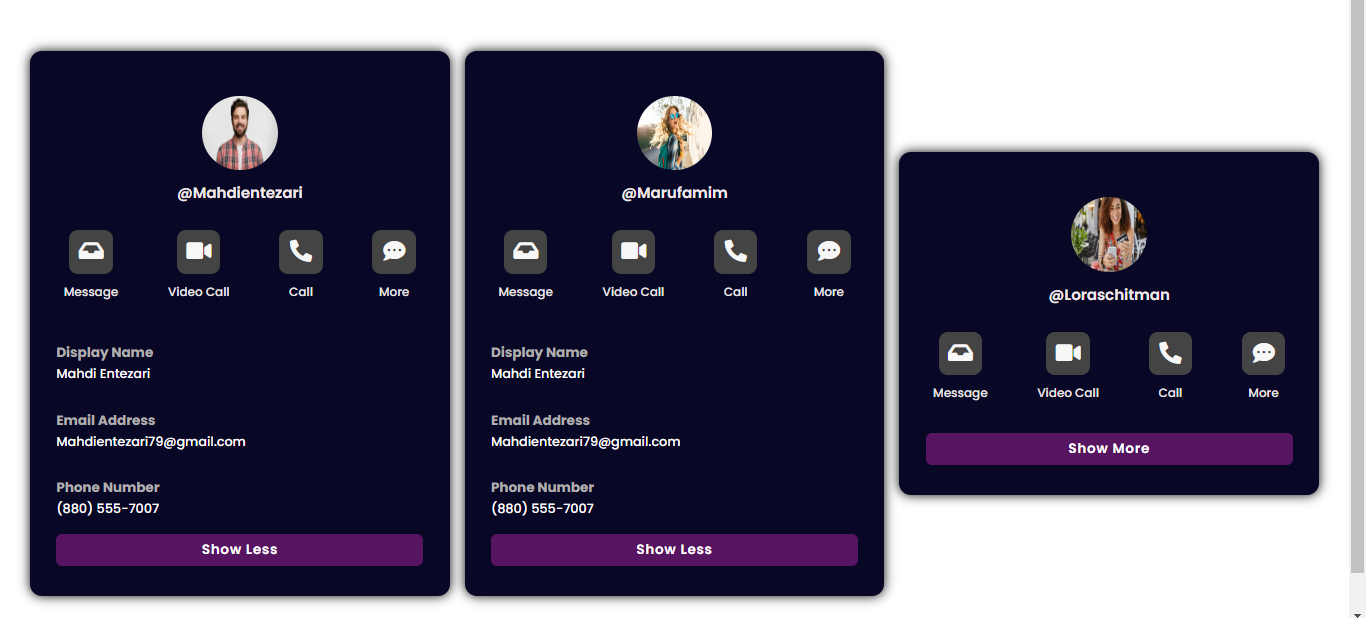 @Mahdientezari
Message Video Call Call More
Display Name
Mahdi Entezari
Email Address
Mahdientezari79@gmail.com
Phone Number
(880) 555-7007
Show Less
@Marufamim
Message Video Call Call More
Display Name
Mahdi Entezari
Email Address
Mahdientezari79@gmail.com
Phone Number
(880) 555-7007
Show Less
@Loraschitman
Message Video Call Call More
Show More